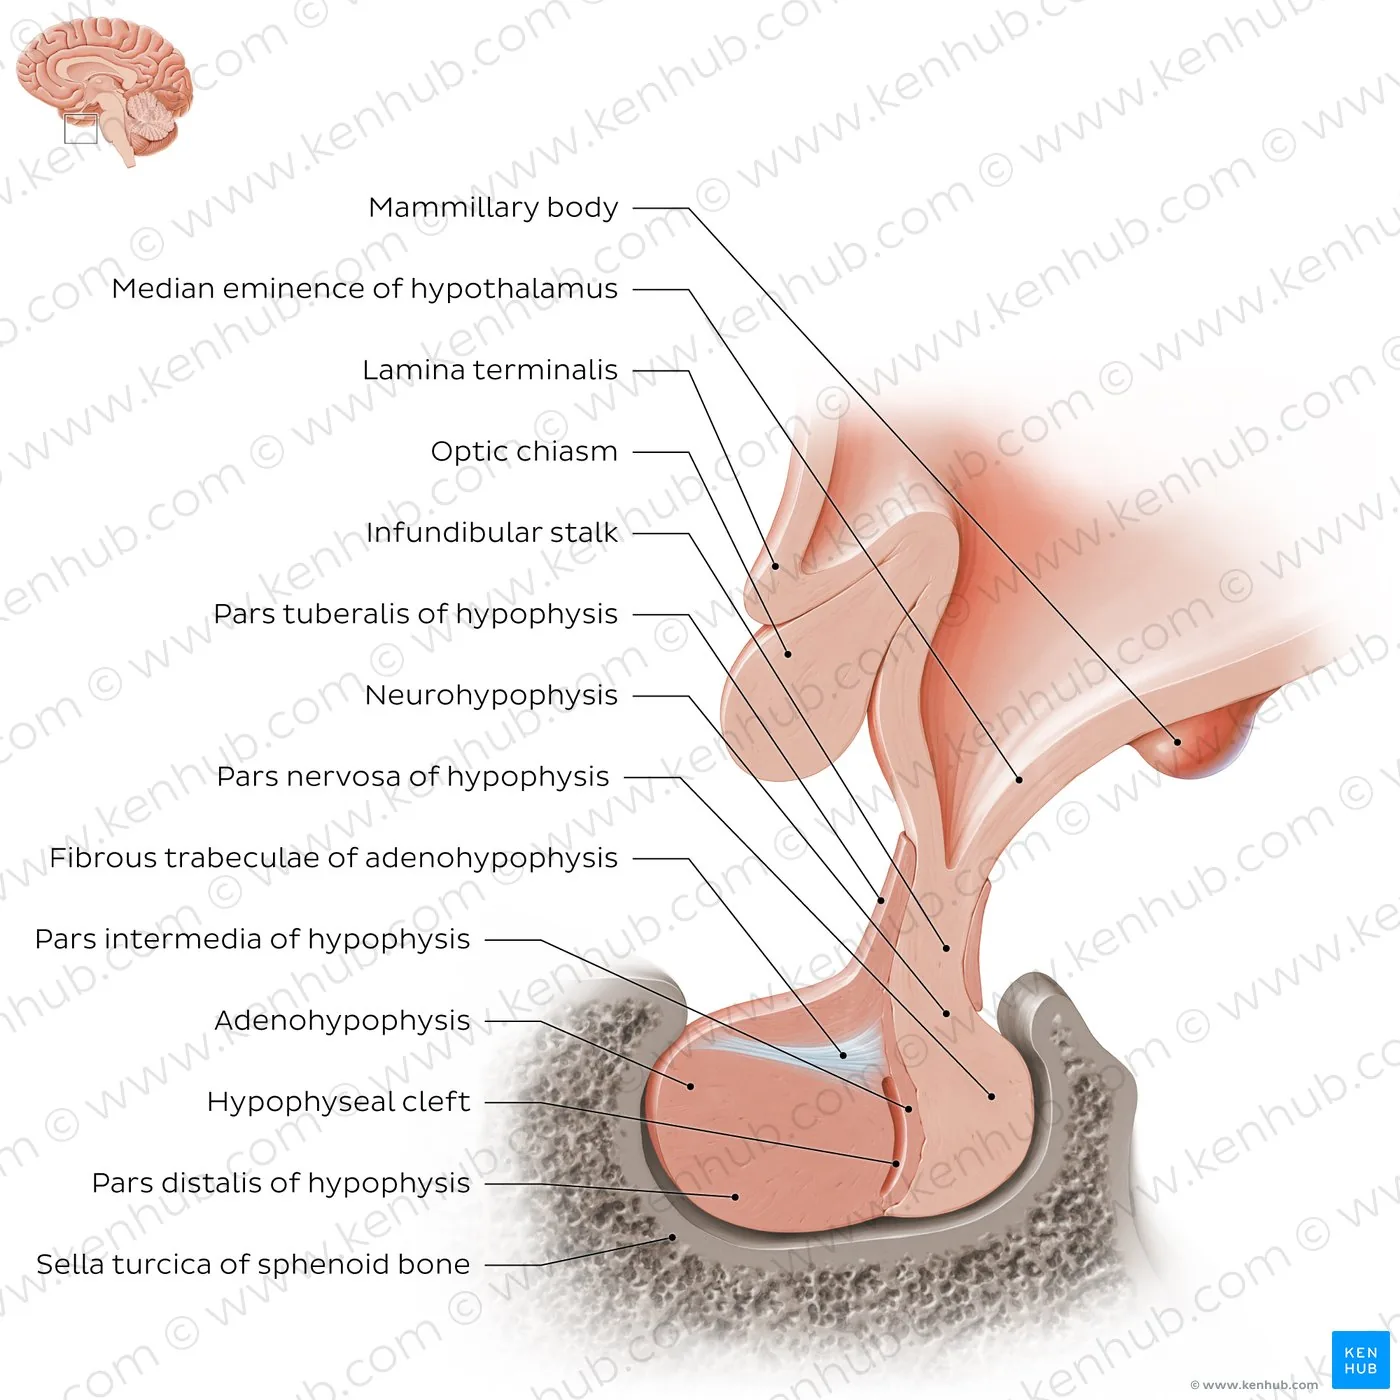 Mammillary body
Median eminence of hypothalamus
Lamina terminalis
Optic chiasm
Infundibular stalk
Pars tuberalis of hypophysis
Neurohypophysis
Pars nervosa of hypophysis
Fibrous trabeculae of adenohypophysis
Pars intermedia of hypophysis
Adenohypophysis
Hypophyseal cleft
Pars distalis of hypophysis
Sella turcica of sphenoid bone
KEN
HUB
© www.kenhub.com